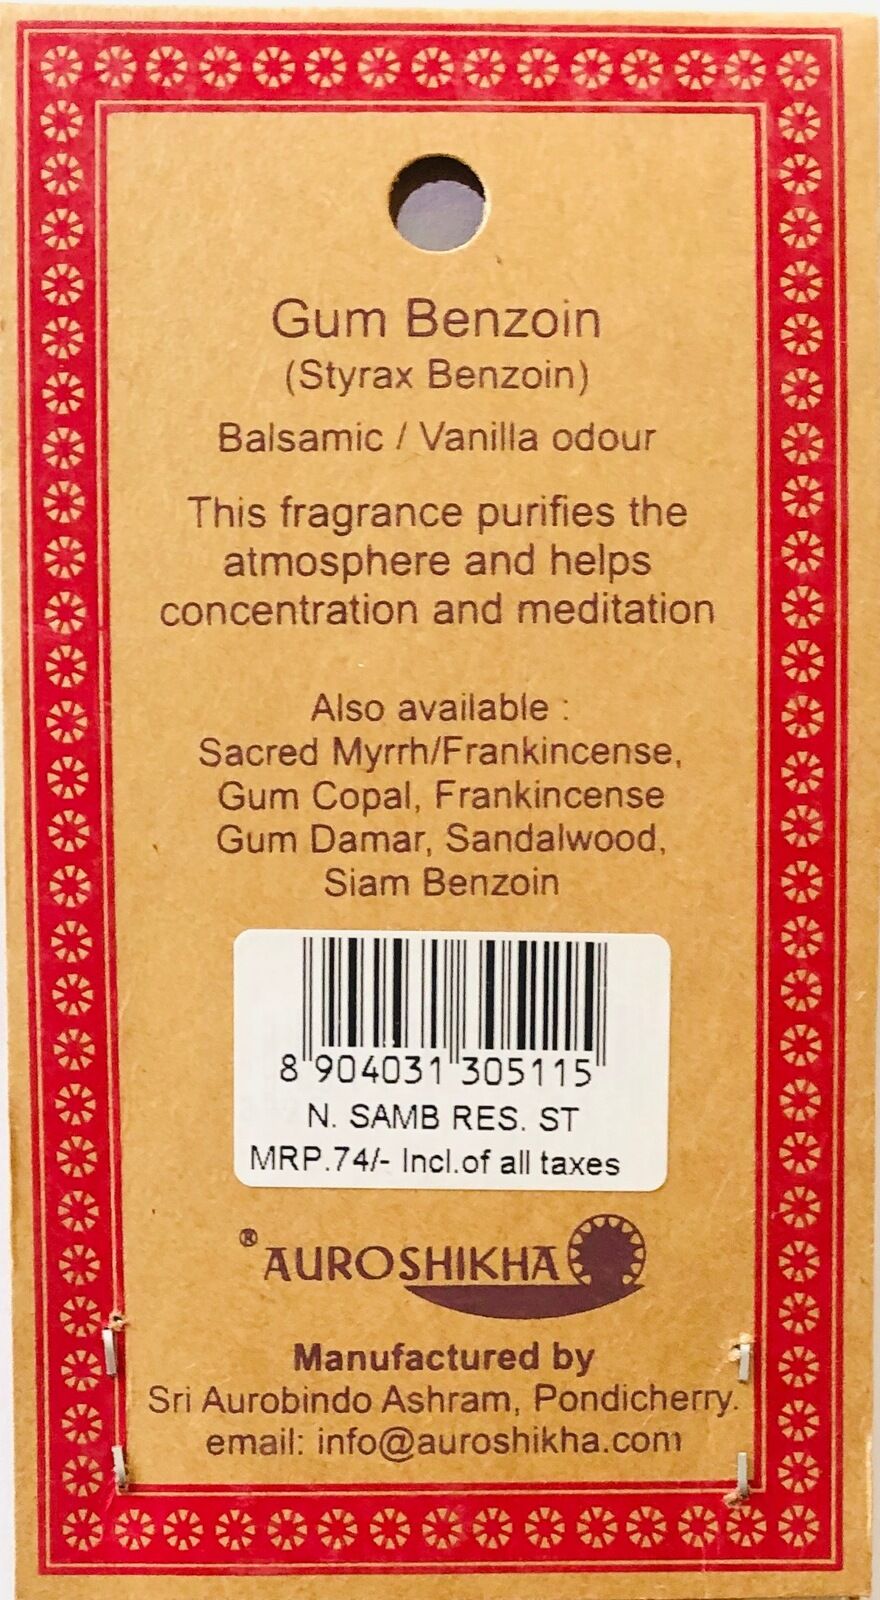 Gum Benzoin
(Styrax Benzoin)
Balsamic / Vanilla odour
This fragrance purifies the
atmosphere and helps
concentration and meditation
Also available :
Sacred Myrrh/Frankincense,
Gum Copal, Frankincense
Gum Damar, Sandalwood,
Siam Benzoin
8 904031 305115
N. SAMB RES. ST
MRP.74/- Incl.of all taxes
® AUROSHIKHA
Manufactured by
Sri Aurobindo Ashram, Pondicherry.
email: info@auroshikha.com